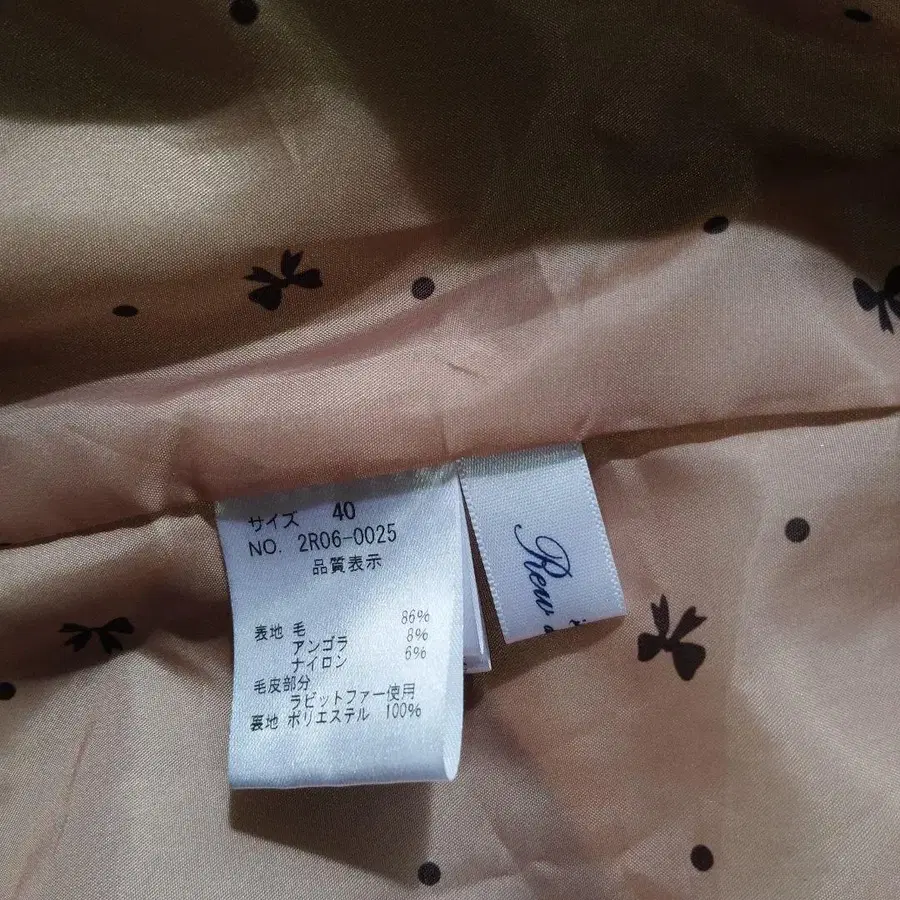 サイズ 40
NO. 2R06-0025
品質表示
表地 毛 86%
アンゴラ 8%
ナイロン 6%
毛皮部分
ラビットファー使用
裏地 ポリエステル 100%
Rew